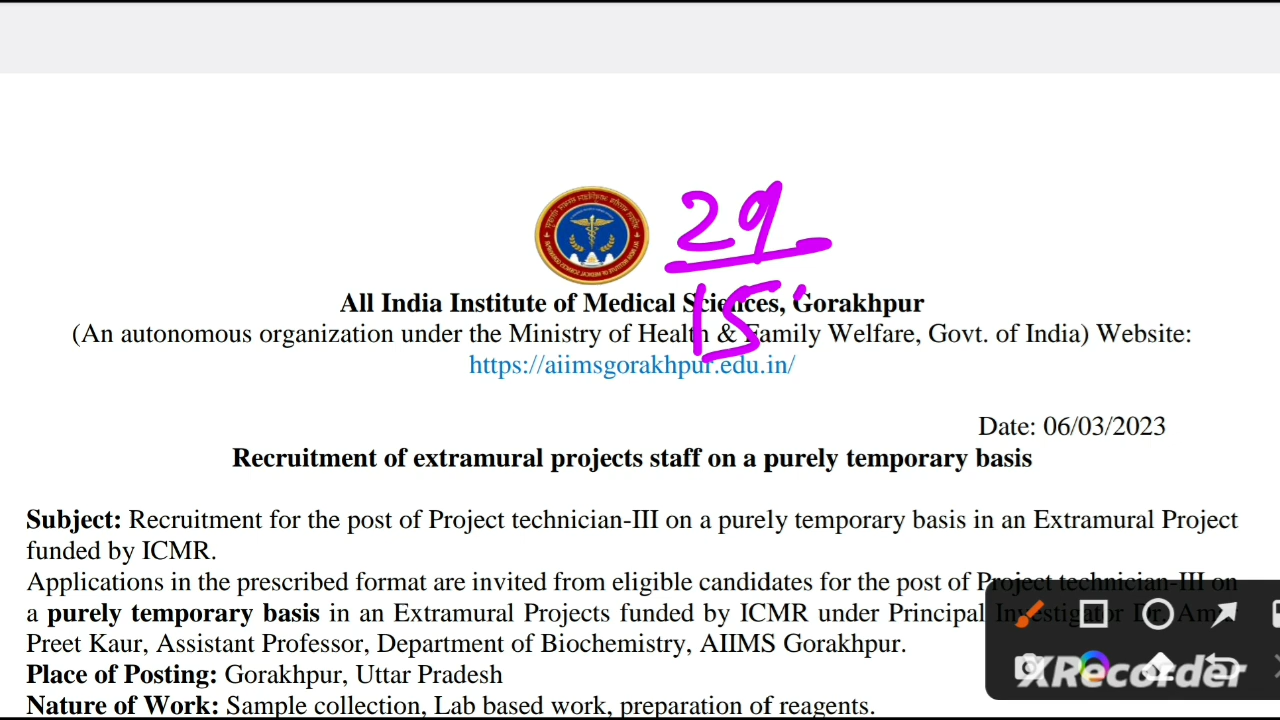 29
15
All India Institute of Medical Sciences, Gorakhpur
(An autonomous organization under the Ministry of Health & Family Welfare, Govt. of India) Website:
https://aiimsgorakhpur.edu.in/
Date: 06/03/2023
Recruitment of extramural projects staff on a purely temporary basis
Subject: Recruitment for the post of Project technician-III on a purely temporary basis in an Extramural Project
funded by ICMR.
Applications in the prescribed format are invited from eligible candidates for the post of Project technician-III on
a purely temporary basis in an Extramural Projects funded by ICMR under Principal Investigator Dr.
Preet Kaur, Assistant Professor, Department of Biochemistry, AIIMS Gorakhpur.
Place of Posting: Gorakhpur, Uttar Pradesh
Nature of Work: Sample collection, Lab based work, preparation of reagents.
XRecorder